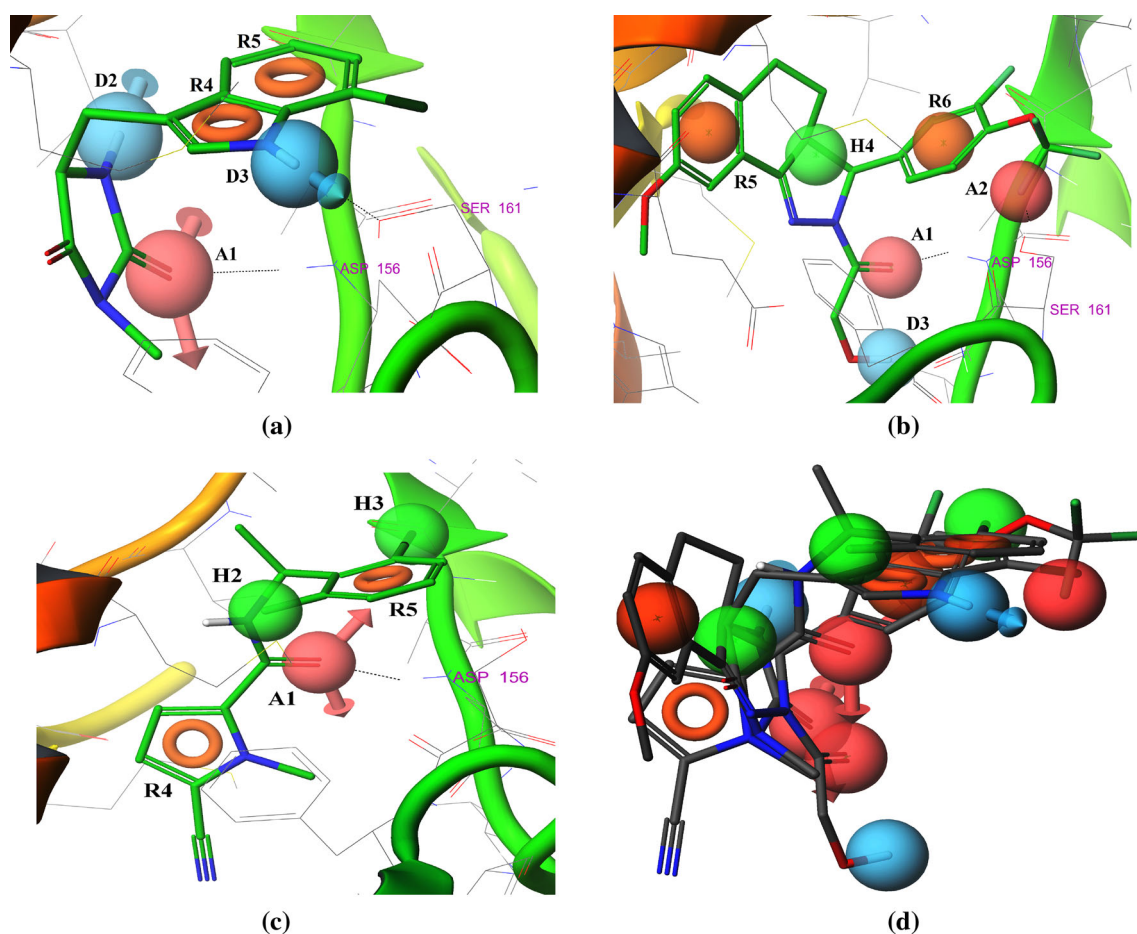 R5
D2
R4
D3
SER 161
A1
ASP 156
(a)
R6
H4
R5
A2
A1
ASP 156
D3
SER 161
(b)
H3
H2
R5
A1
ASP 156
R4
(c)
(d)